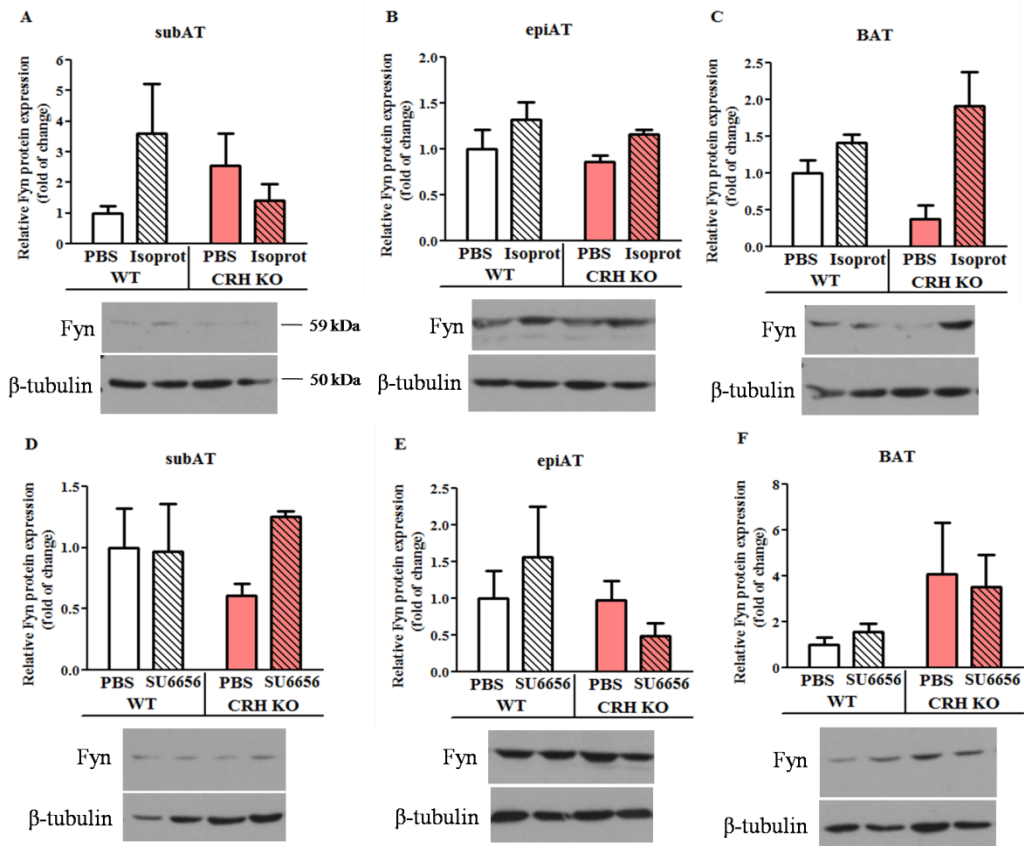 A
subAT
Relative Fyn protein expression
(fold of change)
6
5
4
3
2
1
0
PBS Isoprot PBS Isoprot
WT CRH KO
Fyn
59 kDa
β-tubulin
50 kDa
B
epiAT
Relative Fyn protein expression
(fold of change)
2.0
1.5
1.0
0.5
0.0
PBS Isoprot PBS Isoprot
WT CRH KO
Fyn
β-tubulin
C
BAT
Relative Fyn protein expression
(fold of change)
2.5
2.0
1.5
1.0
0.5
0.0
PBS Isoprot PBS Isoprot
WT CRH KO
Fyn
β-tubulin
D
subAT
Relative Fyn protein expression
(fold of change)
1.5
1.0
0.5
0.0
PBS SU6656 PBS SU6656
WT CRH KO
Fyn
β-tubulin
E
epiAT
Relative Fyn protein expression
(fold of change)
2.5
2.0
1.5
1.0
0.5
0.0
PBS SU6656 PBS SU6656
WT CRH KO
Fyn
β-tubulin
F
BAT
Relative Fyn protein expression
(fold of change)
8
6
4
2
0
PBS SU6656 PBS SU6656
WT CRH KO
Fyn
β-tubulin